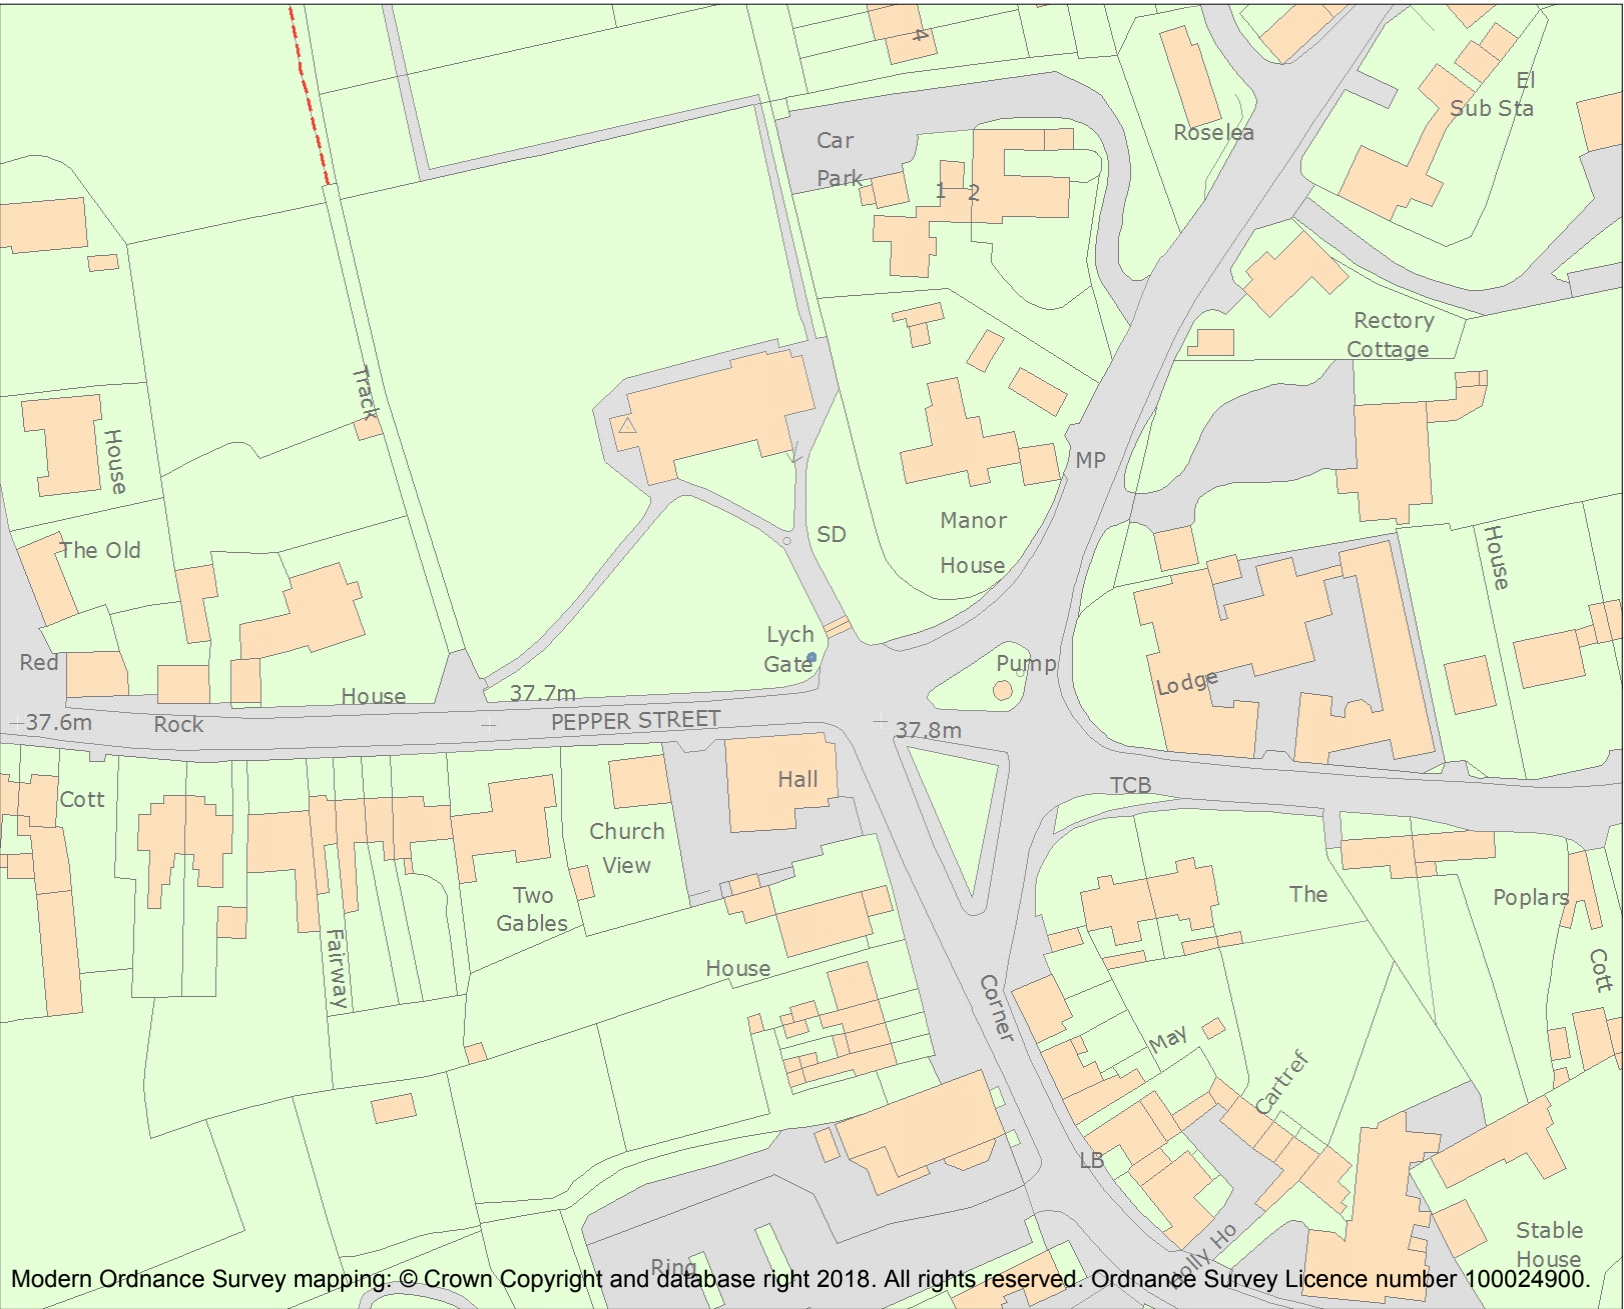 4
El
Sub Sta
Car
Park
Roselea
1 2
Rectory
Cottage
Track
House
MP
Manor
House
SD
The Old
House
Lych
Gate
Pump
Red
House
Lodge
37.7m
37.6m
Rock
PEPPER STREET
37.8m
Hall
TCB
Cott
Church
View
Two
Gables
The
Poplars
Fairway
House
Corner
Cott
May
Cartref
LB
Holly Ho
Stable
House
Ring
Modern Ordnance Survey mapping: © Crown Copyright and database right 2018. All rights reserved. Ordnance Survey Licence number 100024900.